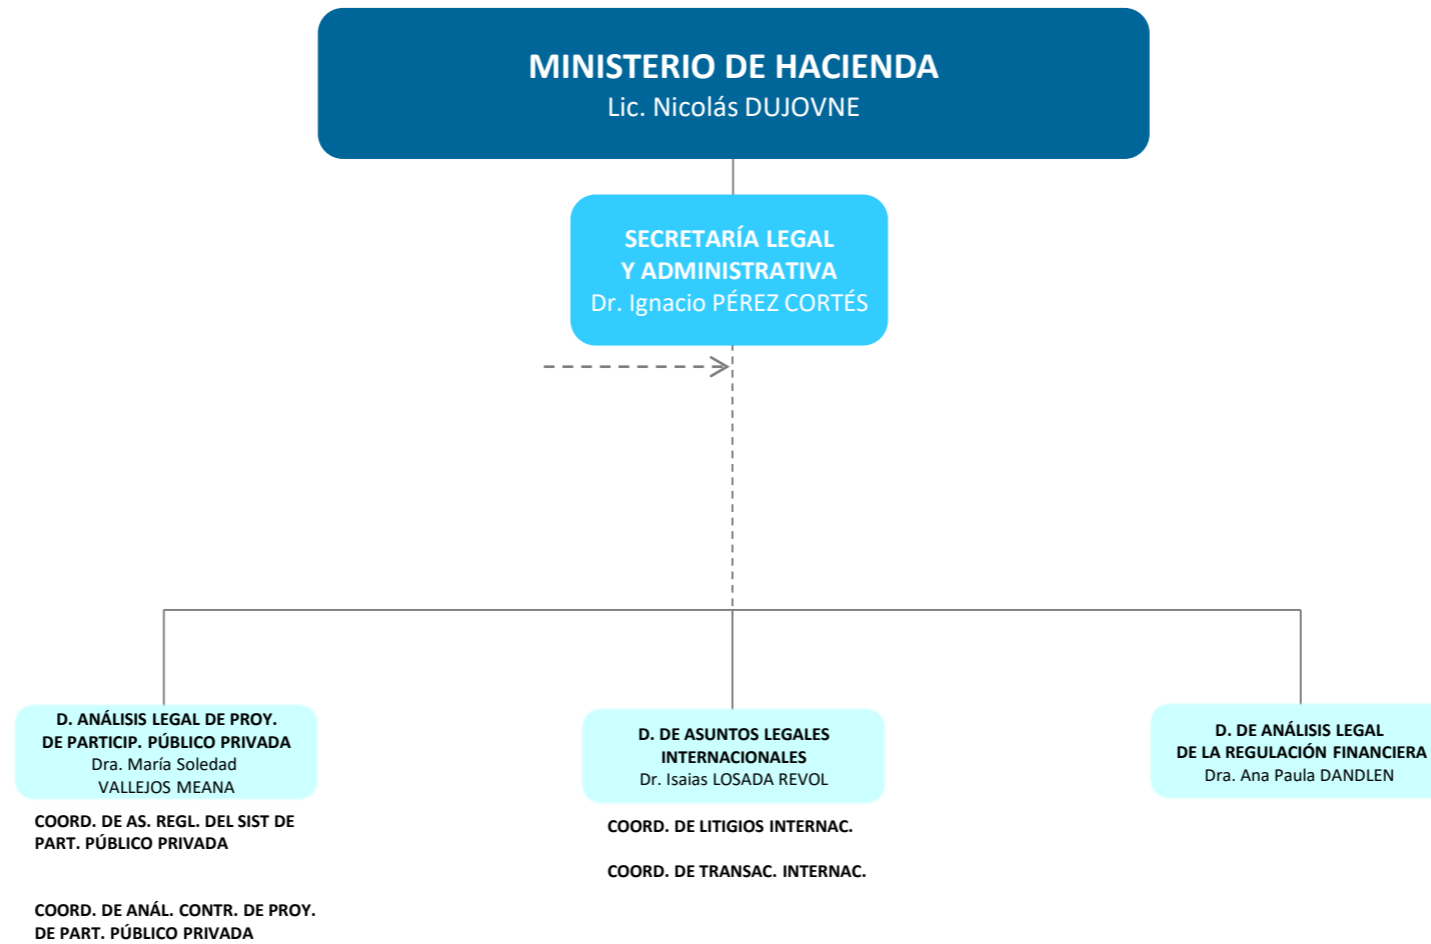 MINISTERIO DE HACIENDA
Lic. Nicolás DUJOVNE
SECRETARÍA LEGAL
Y ADMINISTRATIVA
Dr. Ignacio PÉREZ CORTÉS
D. ANÁLISIS LEGAL DE PROY.
DE PARTICIP. PÚBLICO PRIVADA
Dra. María Soledad
VALLEJOS MEANA
COORD. DE AS. REGL. DEL SIST DE
PART. PÚBLICO PRIVADA
COORD. DE ANÁL. CONTR. DE PROY.
DE PART. PÚBLICO PRIVADA
D. DE ASUNTOS LEGALES
INTERNACIONALES
Dr. Isaias LOSADA REVOL
COORD. DE LITIGIOS INTERNAC.
COORD. DE TRANSAC. INTERNAC.
D. DE ANÁLISIS LEGAL
DE LA REGULACIÓN FINANCIERA
Dra. Ana Paula DANDLEN